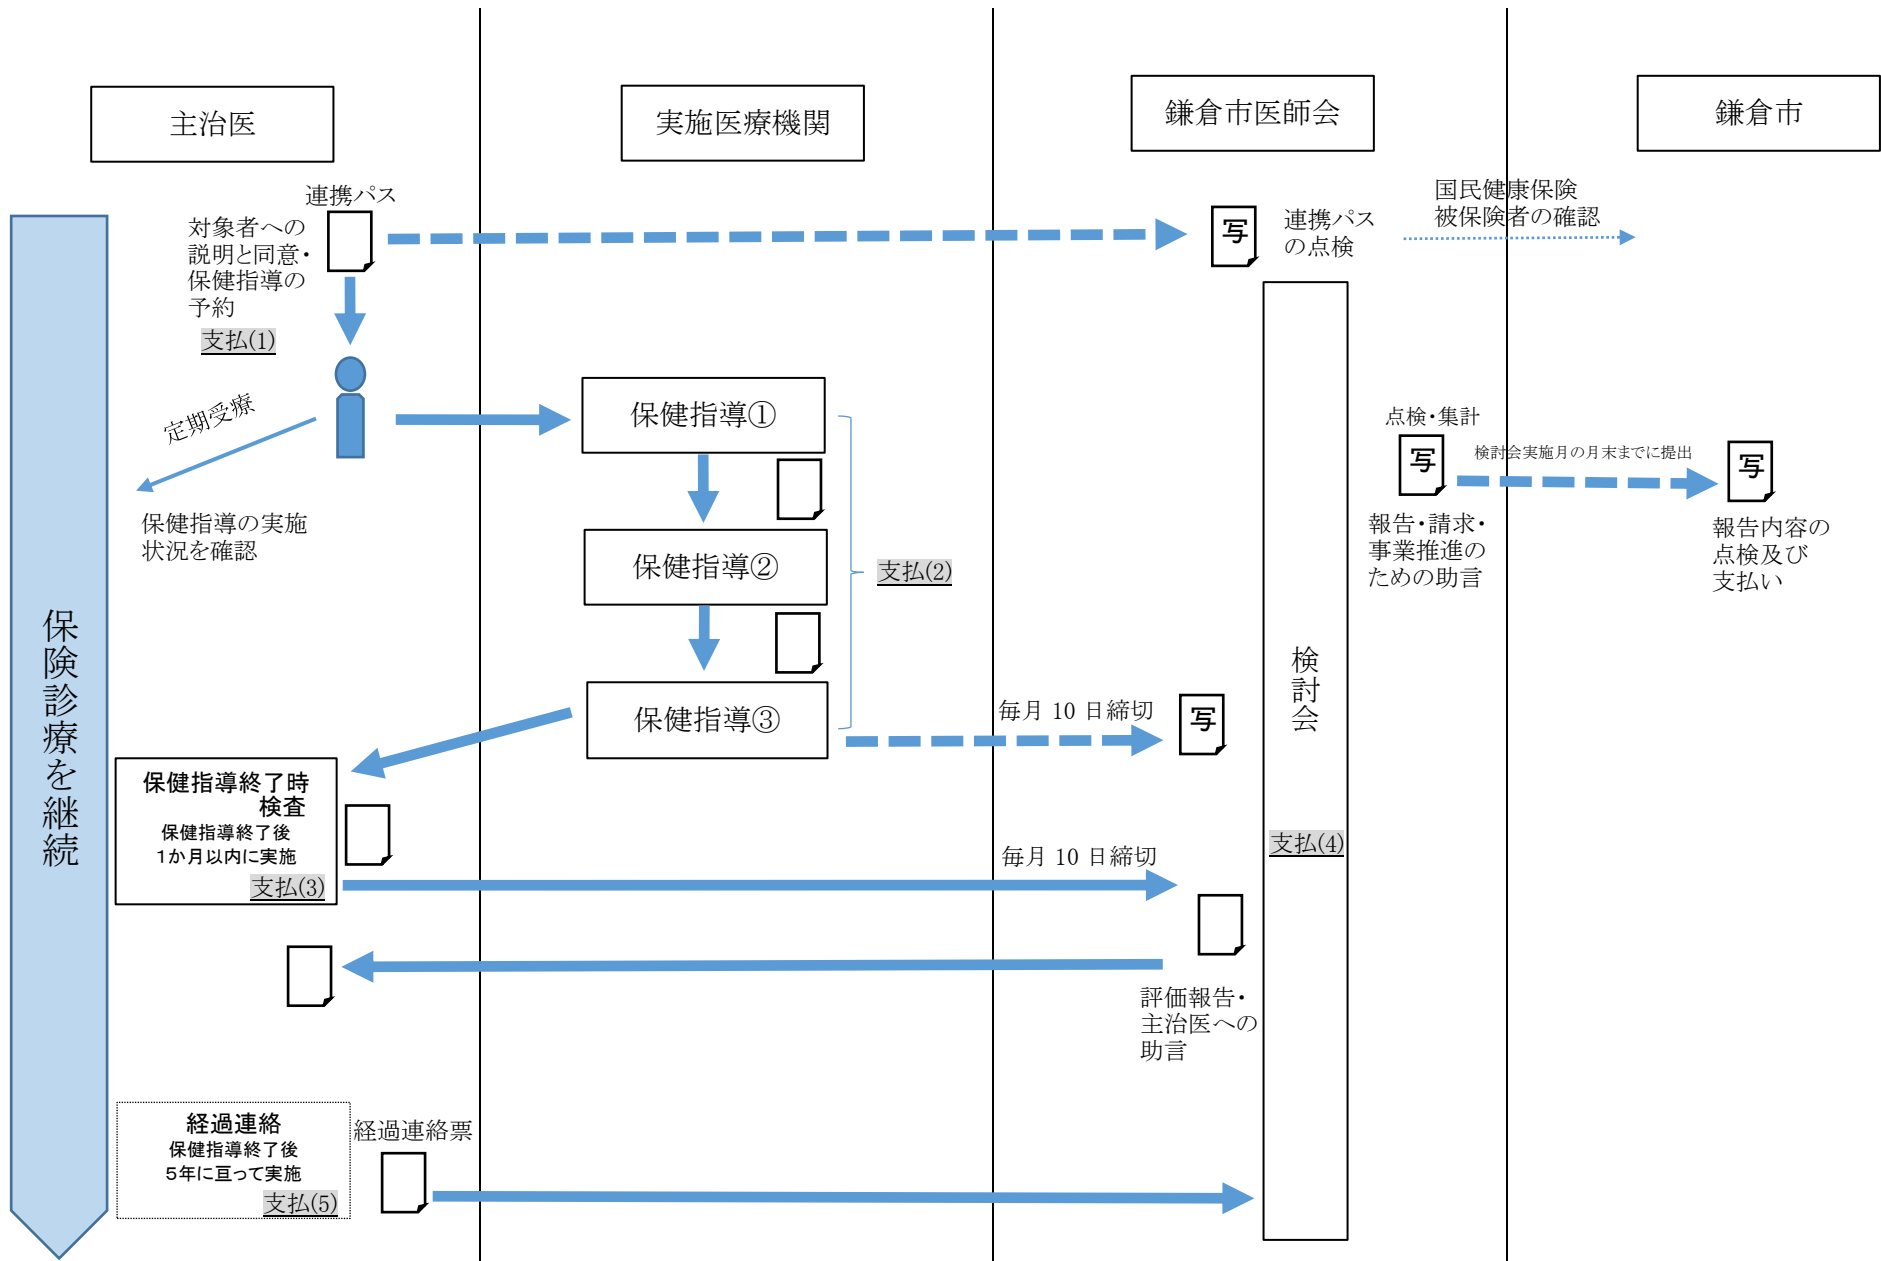 主治医
実施医療機関
鎌倉市医師会
鎌倉市
連携パス
対象者への
説明と同意・
保健指導の
予約
支払(1)
写
連携パス
の点検
国民健康保険
被保険者の確認
定期受療
保健指導の実施
状況を確認
保健指導①
保健指導②
保健指導③
支払(2)
点検・集計
写
検討会実施月の月末までに提出
写
報告・請求・
事業推進の
ための助言
報告内容の
点検及び
支払い
保険診療を継続
検討会
毎月 10 日締切
写
保健指導終了時
検査
保健指導終了後
1か月以内に実施
支払(3)
毎月 10 日締切
支払(4)
評価報告・
主治医への
助言
経過連絡
保健指導終了後
5年に亘って実施
支払(5)
経過連絡票